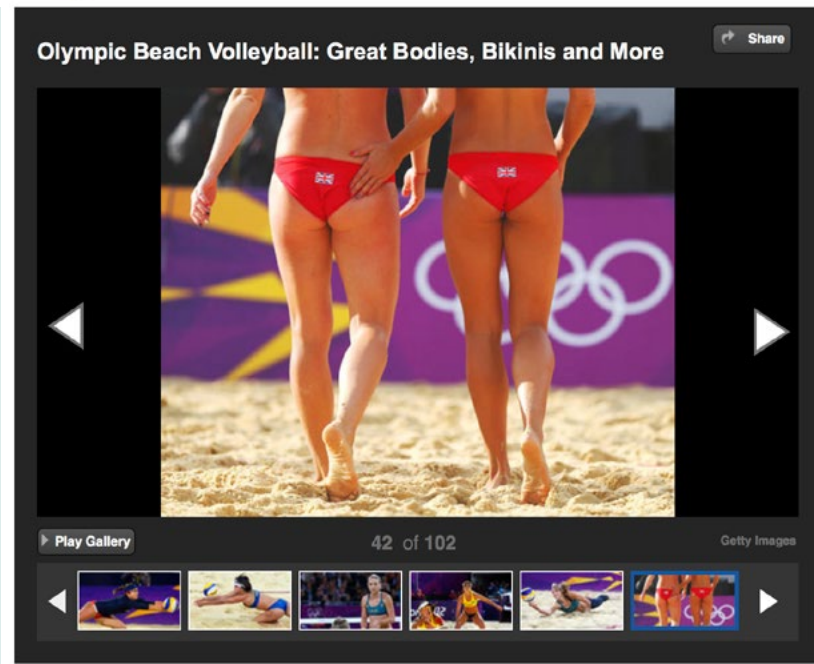 Share
Olympic Beach Volleyball: Great Bodies, Bikinis and More
Play Gallery
42 of 102
Getty Images